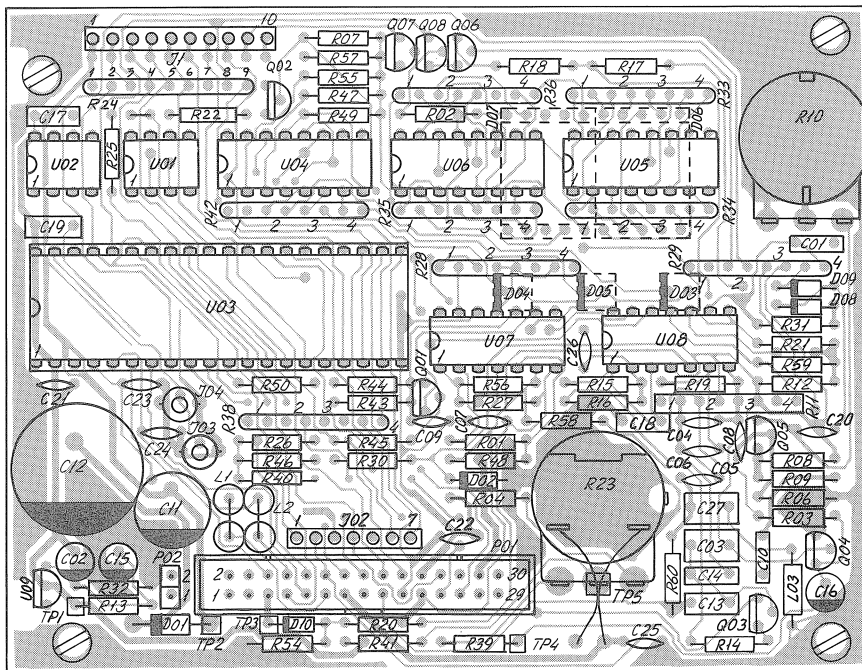 1 10
J1
Q07 Q08 Q06
R07
R57
R55
R47
R49
Q02
1 2 3 4 5 6 7 8 9
R24
R18 R17
1 2 3 4 R36
1 2 3 4 R33
C17
R22
R02
D07
D06
R10
R25
U02 U01 U04 U06 U05
1 1 1 1 1
C19
R42
1 2 3 4
R35
1 2 3 4
R34
1 2 3 4
C01
U03
1
R28
1 2 3 4
R29
1 2 3 4
D04 D05 D03
D09
D08
U07
1
C26
U08
1
R31
R21
R59
R12
R11
Q01
C21 C23 J04
R50 R44
R43
R56
R27
R15
R16
R19
1 2 3 4
C24 J03
R38
1 2 3 4
C09 C07
R58 C18
C04
C08
Q05
C20
C12
R26 R45
R46 R30
R40
R01
R48
D02
R04
R23
C06
C05
R08
R09
R06
R03
C11
L1
L2
1 J02 7
C22
P01
C27
C03
C14
C13
C10
Q04
C02 C15 P02
2
1
2
1
30
29
U09
R32
R13
TP1
TP5
R60
L03
C16
D01 TP2
TP3 D10
R20
R54 R41
R39 TP4
C25
Q03
R14